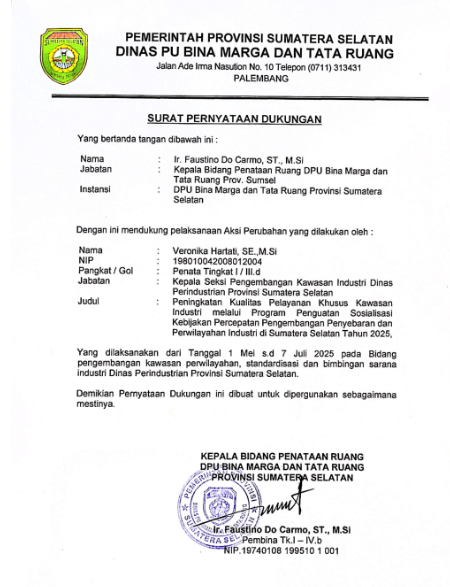 PEMERINTAH PROVINSI SUMATERA SELATAN
DINAS PU BINA MARGA DAN TATA RUANG
Jalan Ade Irma Nasution No. 10 Telepon (0711) 313431
PALEMBANG
SURAT PERNYATAAN DUKUNGAN
Yang bertanda tangan dibawah ini :
Nama : Ir. Faustino Do Carmo, ST., M.Si
Jabatan : Kepala Bidang Penataan Ruang DPU Bina Marga dan
Tata Ruang Prov. Sumsel
Instansi : DPU Bina Marga dan Tata Ruang Provinsi Sumatera
Selatan
Dengan ini mendukung pelaksanaan Aksi Perubahan yang dilakukan oleh :
Nama : Veronika Hartati, SE.,M.Si
NIP : 198010042008012004
Pangkat / Gol : Penata Tingkat I / III.d
Jabatan : Kepala Seksi Pengembangan Kawasan Industri Dinas
Perindustrian Provinsi Sumatera Selatan
Judul : Peningkatan Kualitas Pelayanan Khusus Kawasan
Industri melalui Program Penguatan Sosialisasi
Kebijakan Percepatan Pengembangan Penyebaran dan
Perwilayahan Industri di Sumatera Selatan Tahun 2025,
Yang dilaksanakan dari Tanggal 1 Mei s.d 7 Juli 2025 pada Bidang
pengembangan kawasan perwilayahan, standardisasi dan bimbingan sarana
industri Dinas Perindustrian Provinsi Sumatera Selatan.
Demikian Pernyataan Dukungan ini dibuat untuk dipergunakan sebagaimana
mestinya.
KEPALA BIDANG PENATAAN RUANG
DPU BINA MARGA DAN TATA RUANG
PROVINSI SUMATERA SELATAN
PEMERINTAH PROVINSI
SUMATERA SELATAN
Ir. Faustino Do Carmo, ST., M.Si
Pembina Tk.I – IV.b
NIP.19740108 199510 1 001